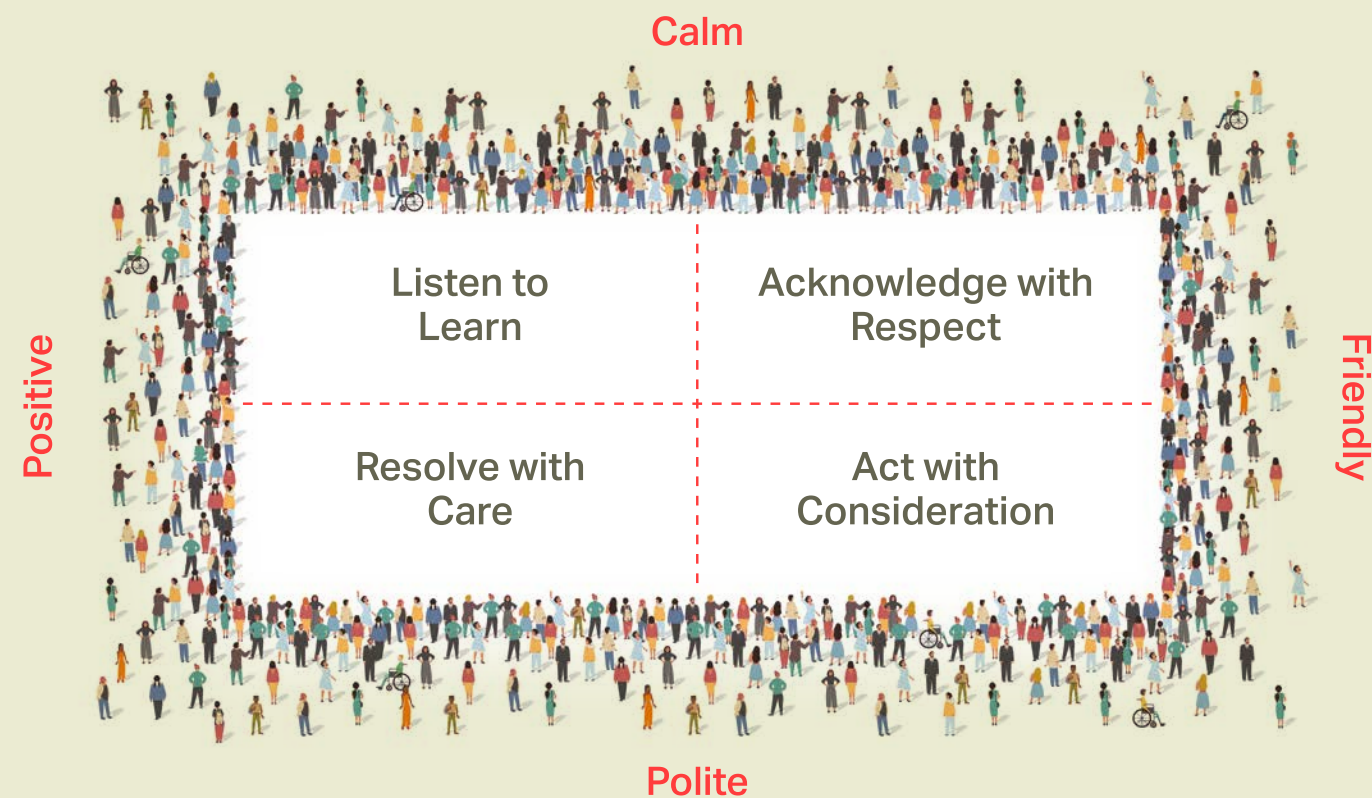 Calm
Positive
Listen to
Learn
Acknowledge with
Respect
Friendly
Resolve with
Care
Act with
Consideration
Polite